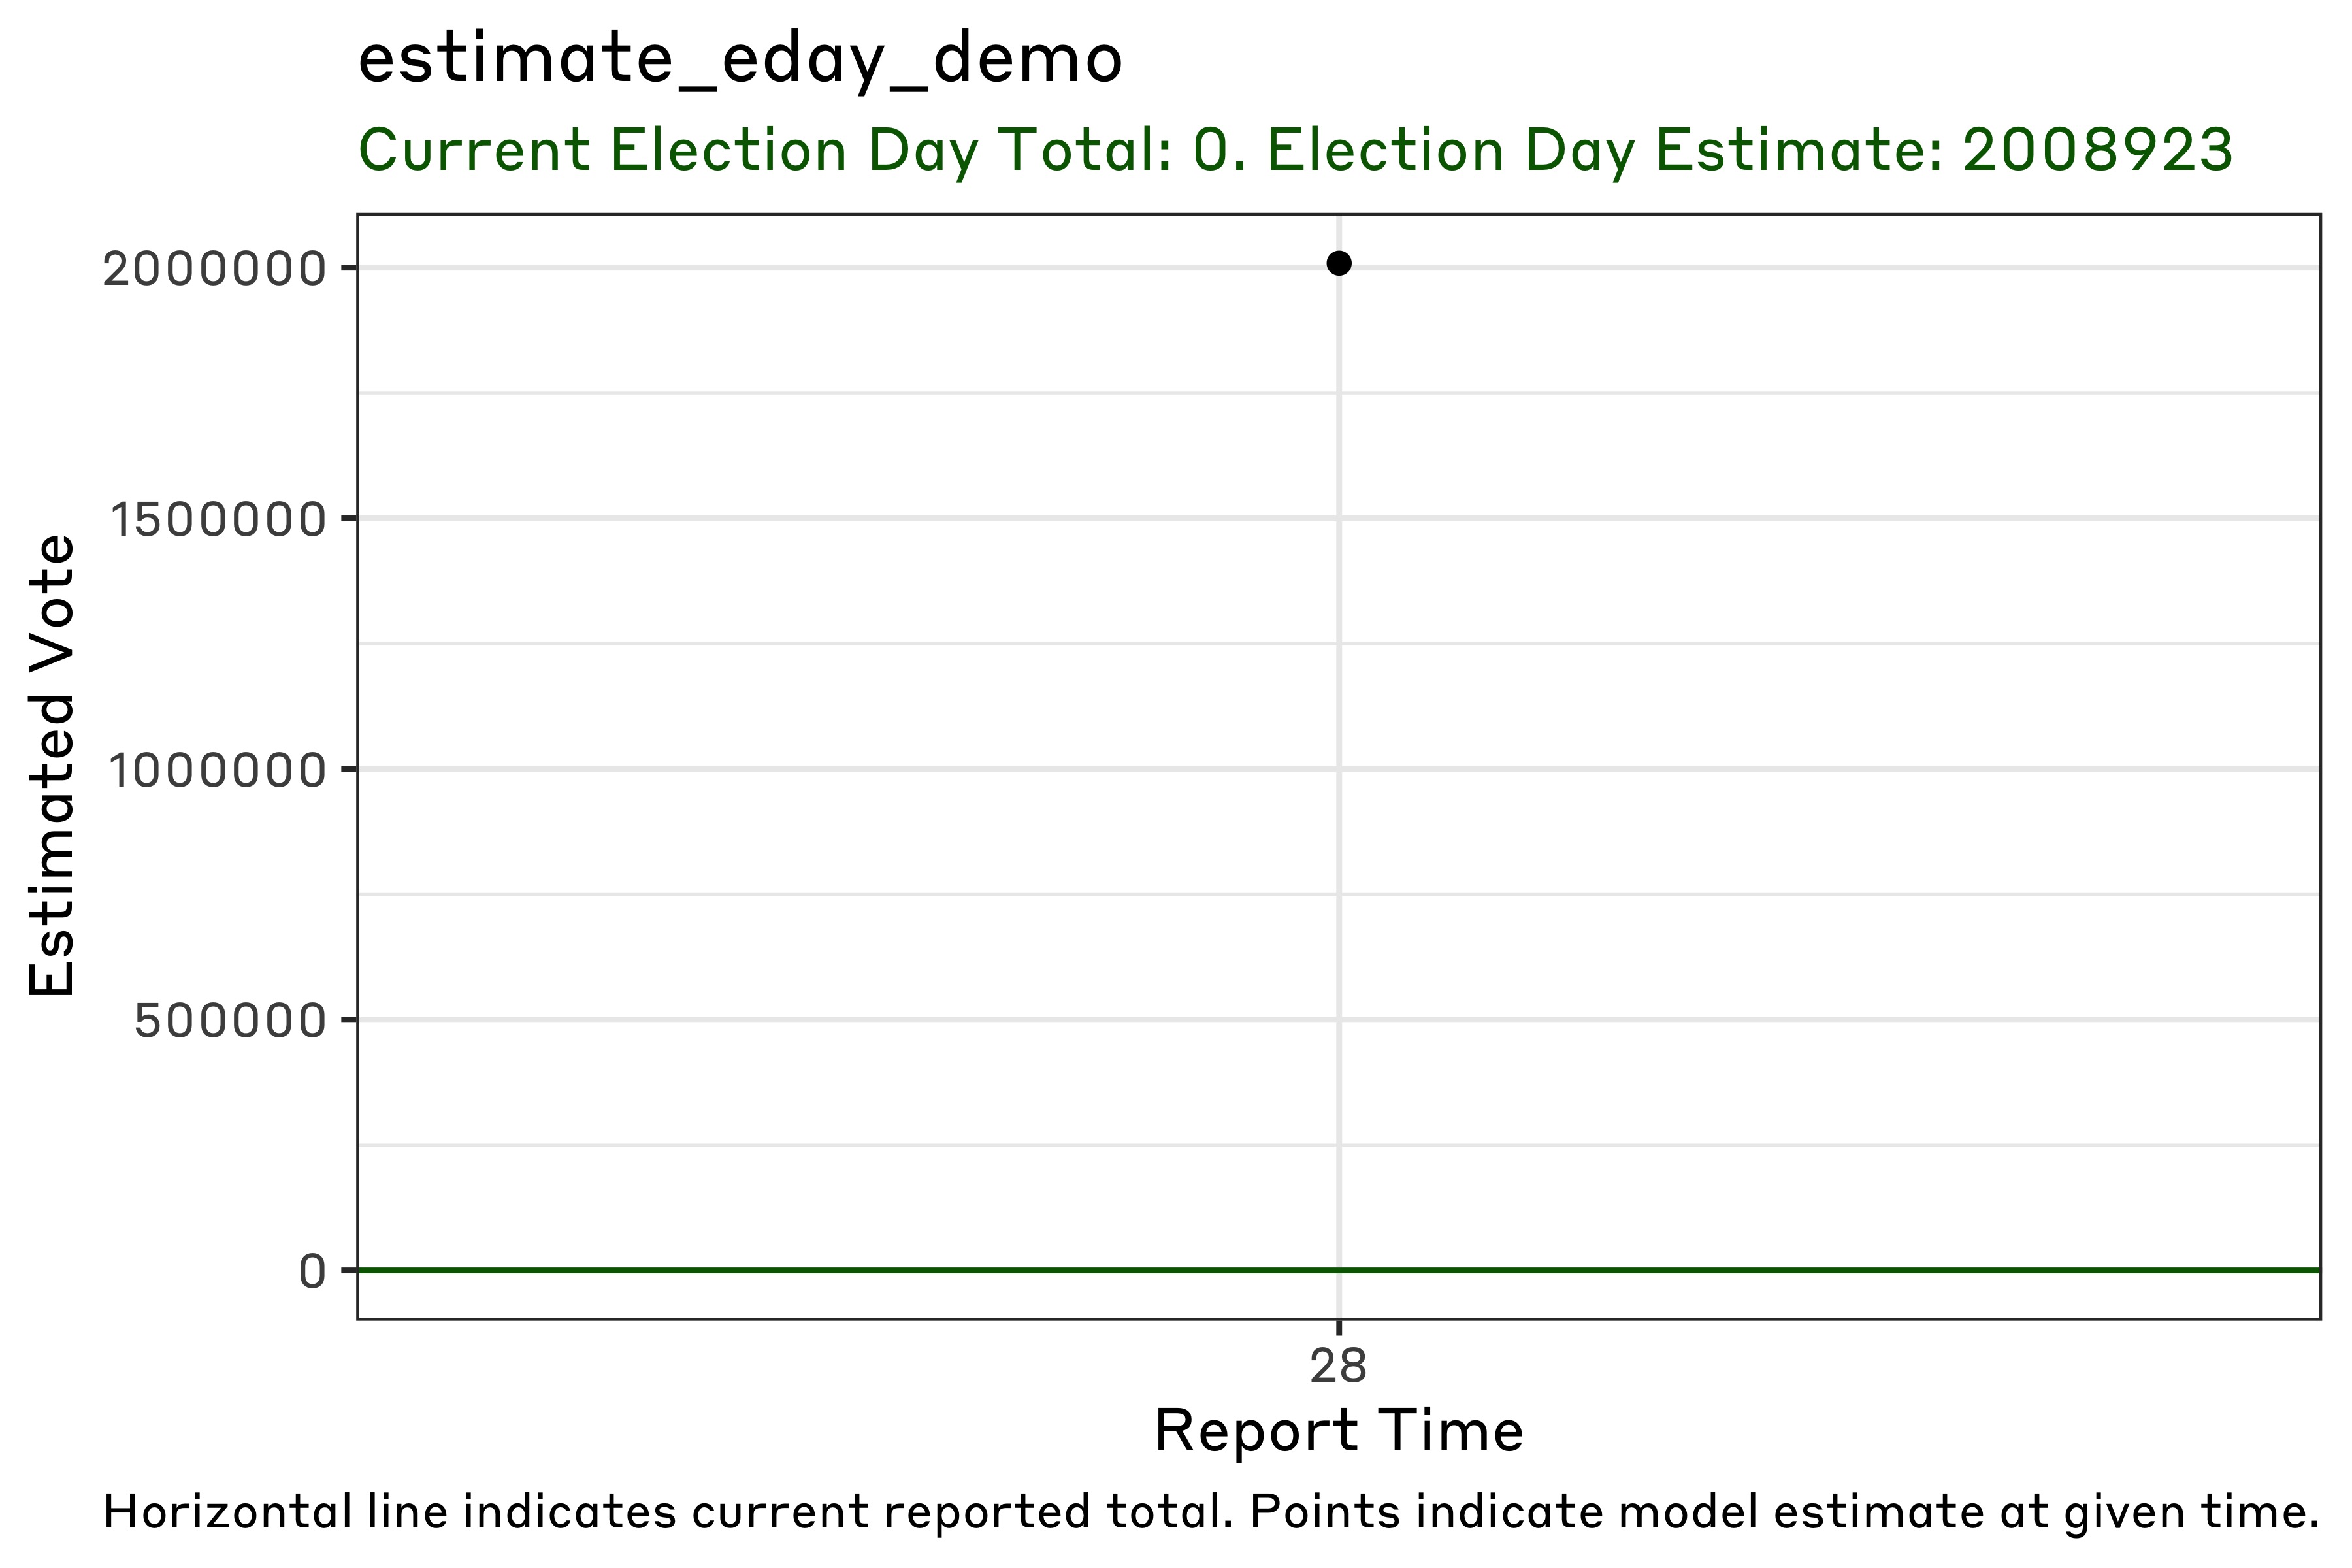 estimate_eday_demo
Current Election Day Total: 0. Election Day Estimate: 2008923
2000000
1500000
1000000
500000
0
Estimated Vote
28
Report Time
Horizontal line indicates current reported total. Points indicate model estimate at given time.